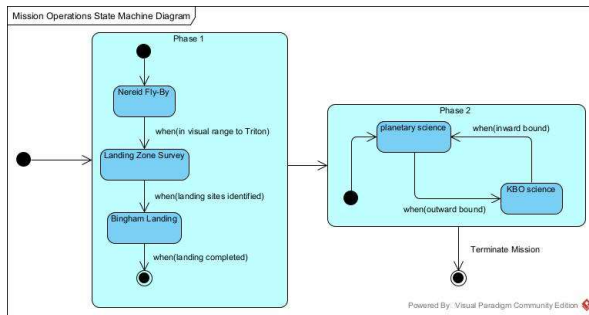 Mission Operations State Machine Diagram
Phase 1
Nereid Fly-By
when(in visual range to Triton)
Landing Zone Survey
when(landing sites identified)
Bingham Landing
when(landing completed)
Phase 2
planetary science
when(inward bound)
KBO science
when(outward bound)
Terminate Mission
Powered By Visual Paradigm Community Edition